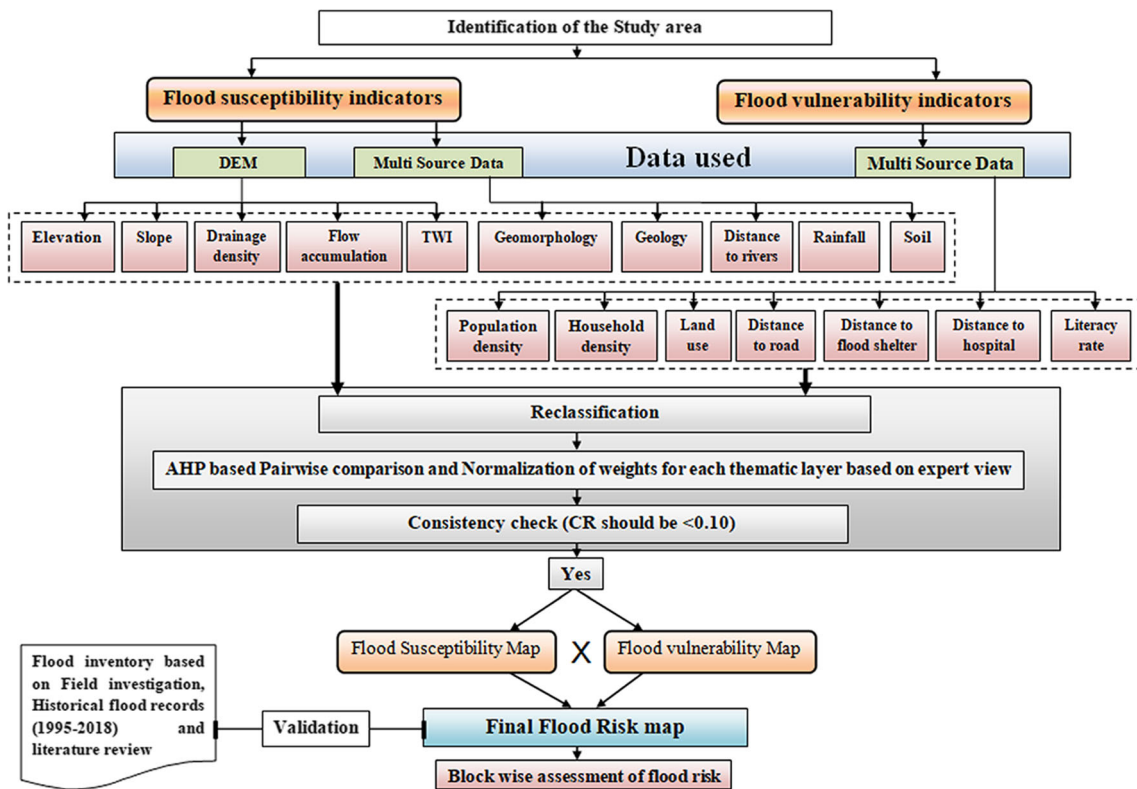 Identification of the Study area
Flood susceptibility indicators
Flood vulnerability indicators
Data used
DEM
Multi Source Data
Multi Source Data
Elevation
Slope
Drainage
density
Flow
accumulation
TWI
Geomorphology
Geology
Distance
to rivers
Rainfall
Soil
Population
density
Household
density
Land
use
Distance
to road
Distance to
flood shelter
Distance to
hospital
Literacy
rate
Reclassification
AHP based Pairwise comparison and Normalization of weights for each thematic layer based on expert view
Consistency check (CR should be <0.10)
Yes
Flood Susceptibility Map
X
Flood vulnerability Map
Flood inventory based
on Field investigation,
Historical flood records
(1995-2018) and
literature review
Validation
Final Flood Risk map
Block wise assessment of flood risk